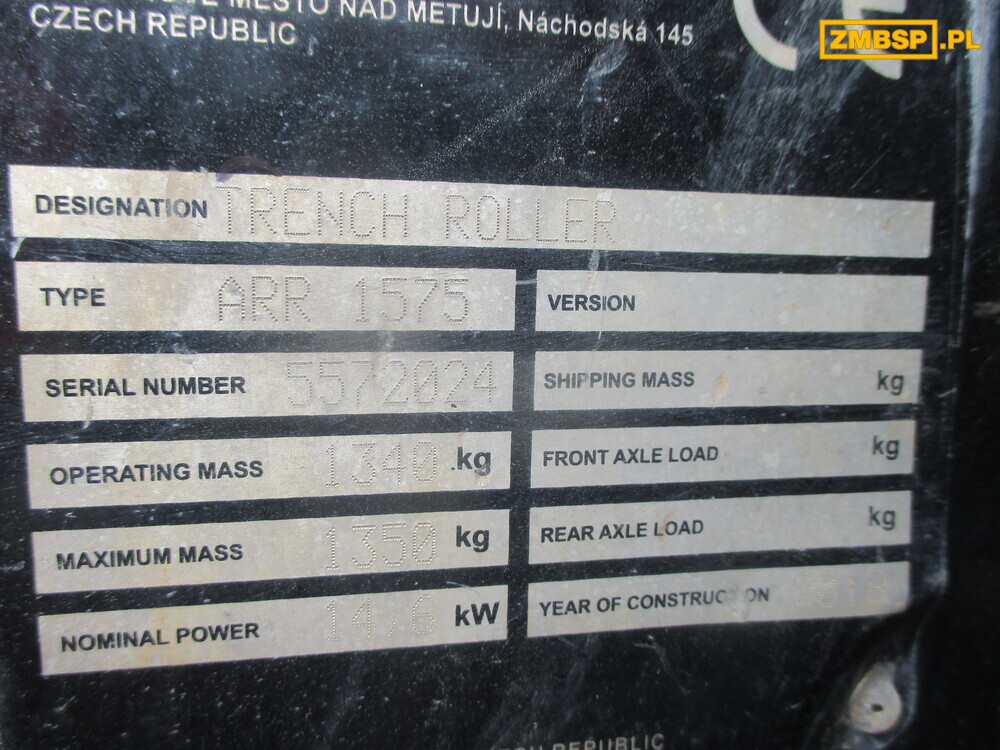 MĚSTO NAD METUJÍ, Náchodská 145
CZECH REPUBLIC
CE
ZMBSP.PL
DESIGNATION TRENCH ROLLER
TYPE ARR 1575
VERSION
SERIAL NUMBER 5572024
SHIPPING MASS kg
OPERATING MASS 1340 kg
FRONT AXLE LOAD kg
MAXIMUM MASS 1350 kg
REAR AXLE LOAD kg
NOMINAL POWER 14,6 kW
YEAR OF CONSTRUCTION
REPUBLIC